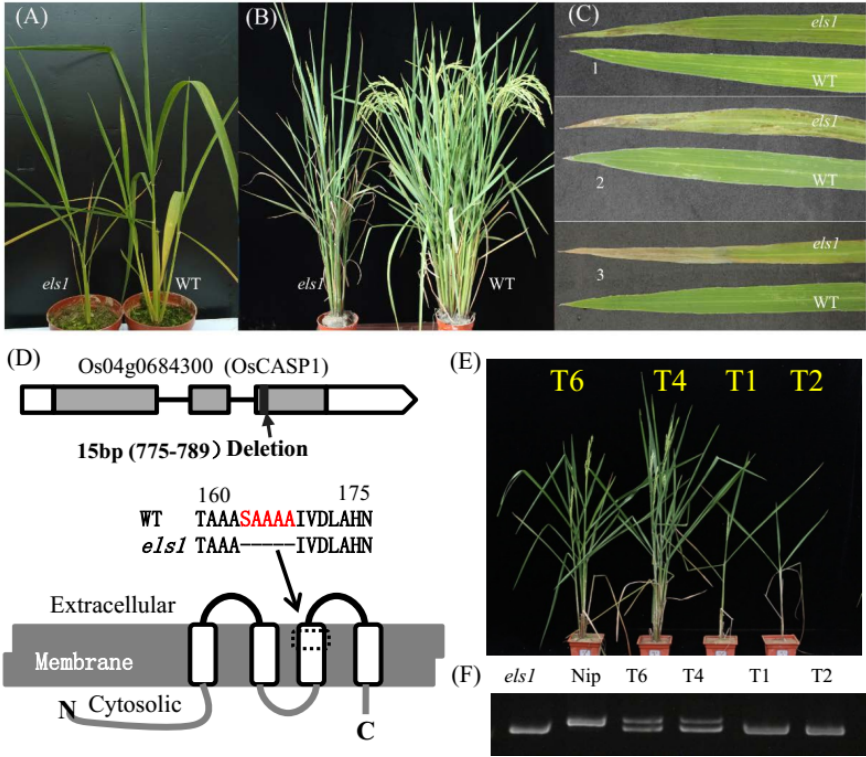 (A)
els1
WT
(B)
els1
WT
(C)
els1
1
WT
els1
2
WT
els1
3
WT
(D)
Os04g0684300 (OsCASP1)
15bp (775-789) Deletion
160 175
WT TAAASAAAAIVDLAHN
els1 TAAA-----IVDLAHN
Extracellular
Membrane
N Cytosolic
C
(E)
T6 T4 T1 T2
(F)
els1 Nip T6 T4 T1 T2